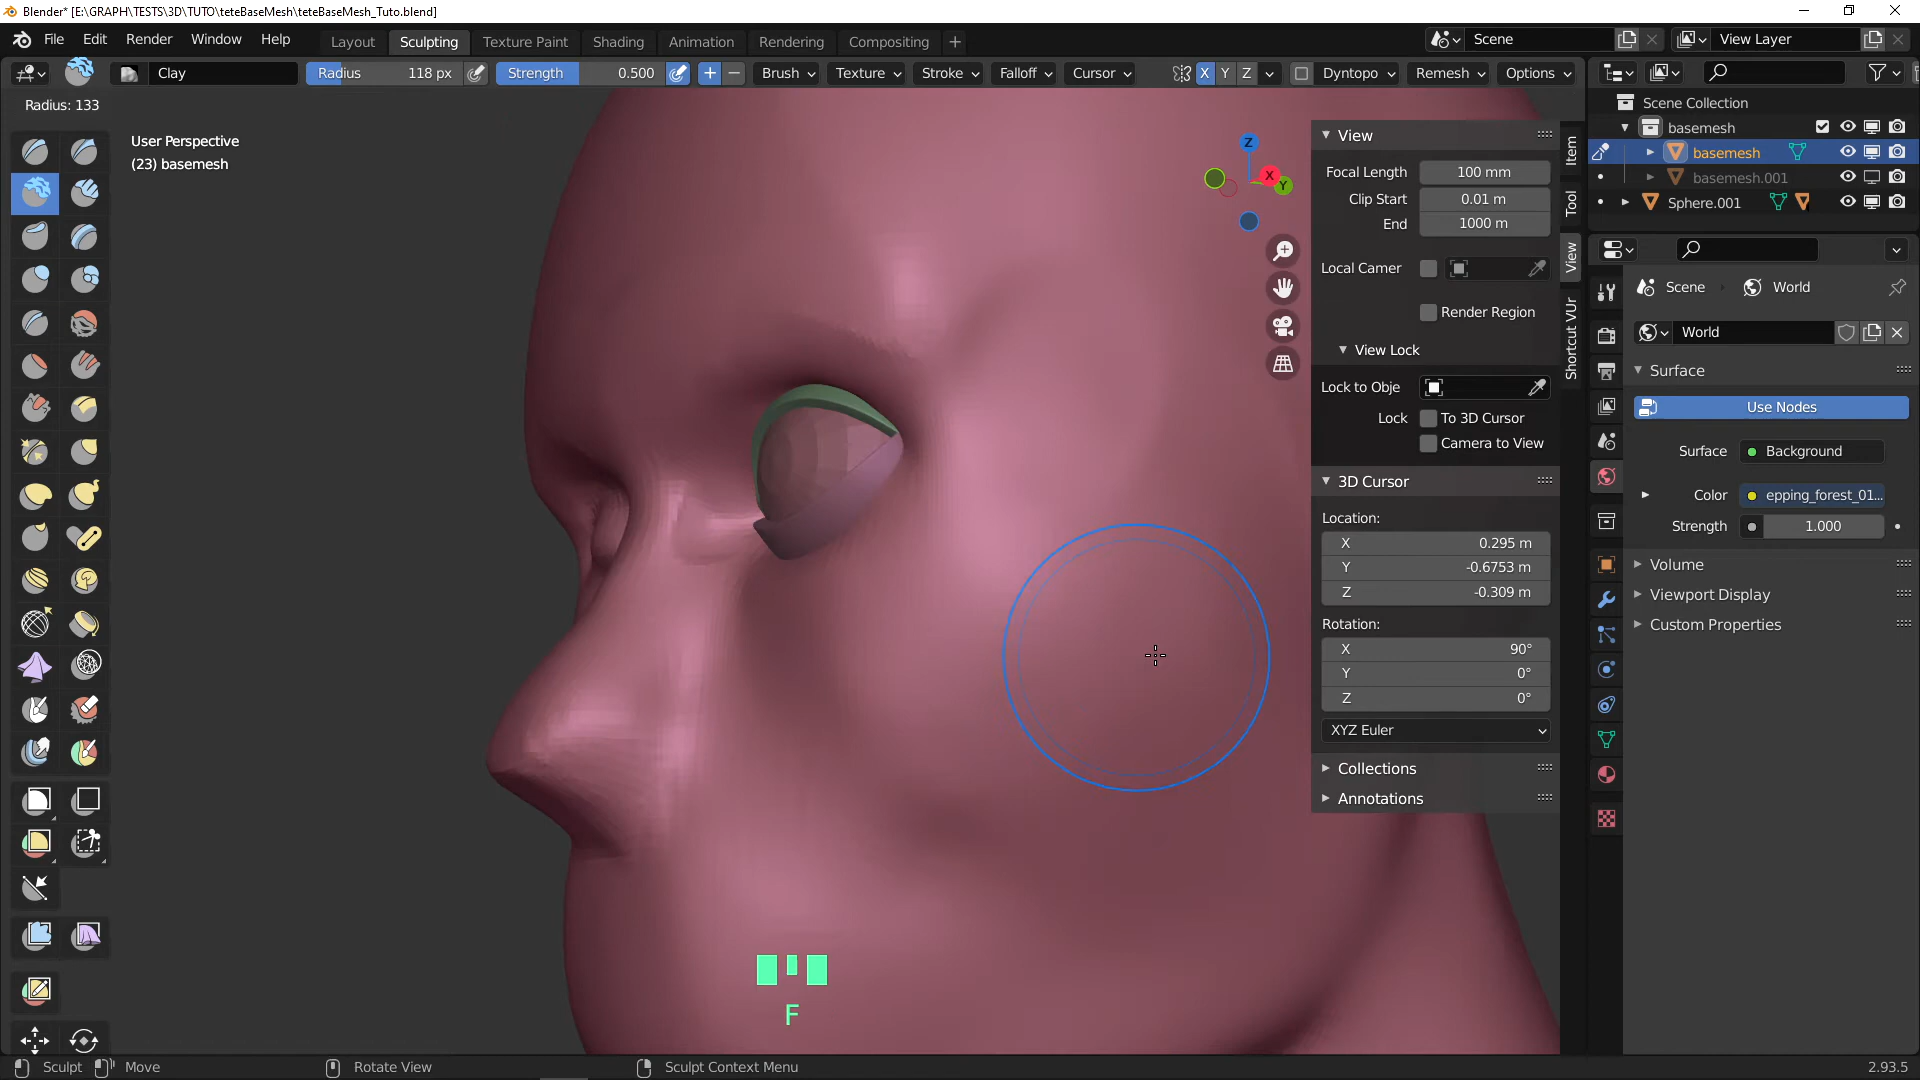 Blender* [E:\GRAPH\TESTS\3D\TUTO\teteBaseMesh\teteBaseMesh_Tuto.blend]
File Edit Render Window Help Layout Sculpting Texture Paint Shading Animation Rendering Compositing + Scene View Layer
Clay Radius 118 px Strength 0.500 Brush Texture Stroke Falloff Cursor X Y Z Dyntopo Remesh Options
Radius: 133
User Perspective
(23) basemesh
Z
X
Y
View
Focal Length 100 mm
Clip Start 0.01 m
End 1000 m
Local Camer
Render Region
View Lock
Lock to Obje
Lock To 3D Cursor
Camera to View
3D Cursor
Location:
X 0.295 m
Y -0.6753 m
Z -0.309 m
Rotation:
X 90°
Y 0°
Z 0°
XYZ Euler
Collections
Annotations
Item
Tool
View
Shortcut VUr
Scene Collection
basemesh
basemesh
basemesh.001
Sphere.001
Scene World
World
Surface
Use Nodes
Surface Background
Color epping_forest_01...
Strength 1.000
Volume
Viewport Display
Custom Properties
F
Sculpt Move Rotate View Sculpt Context Menu 2.93.5